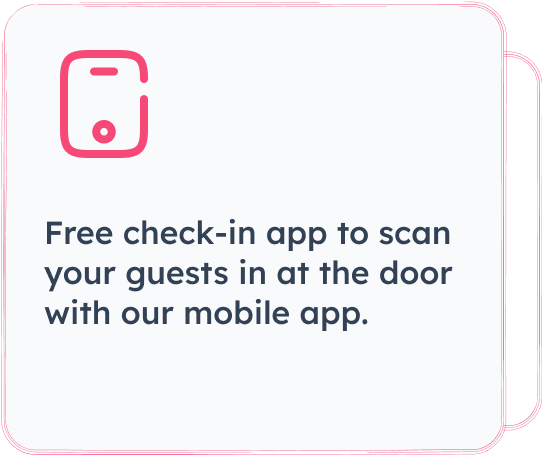 Free check-in app to scan
your guests in at the door
with our mobile app.